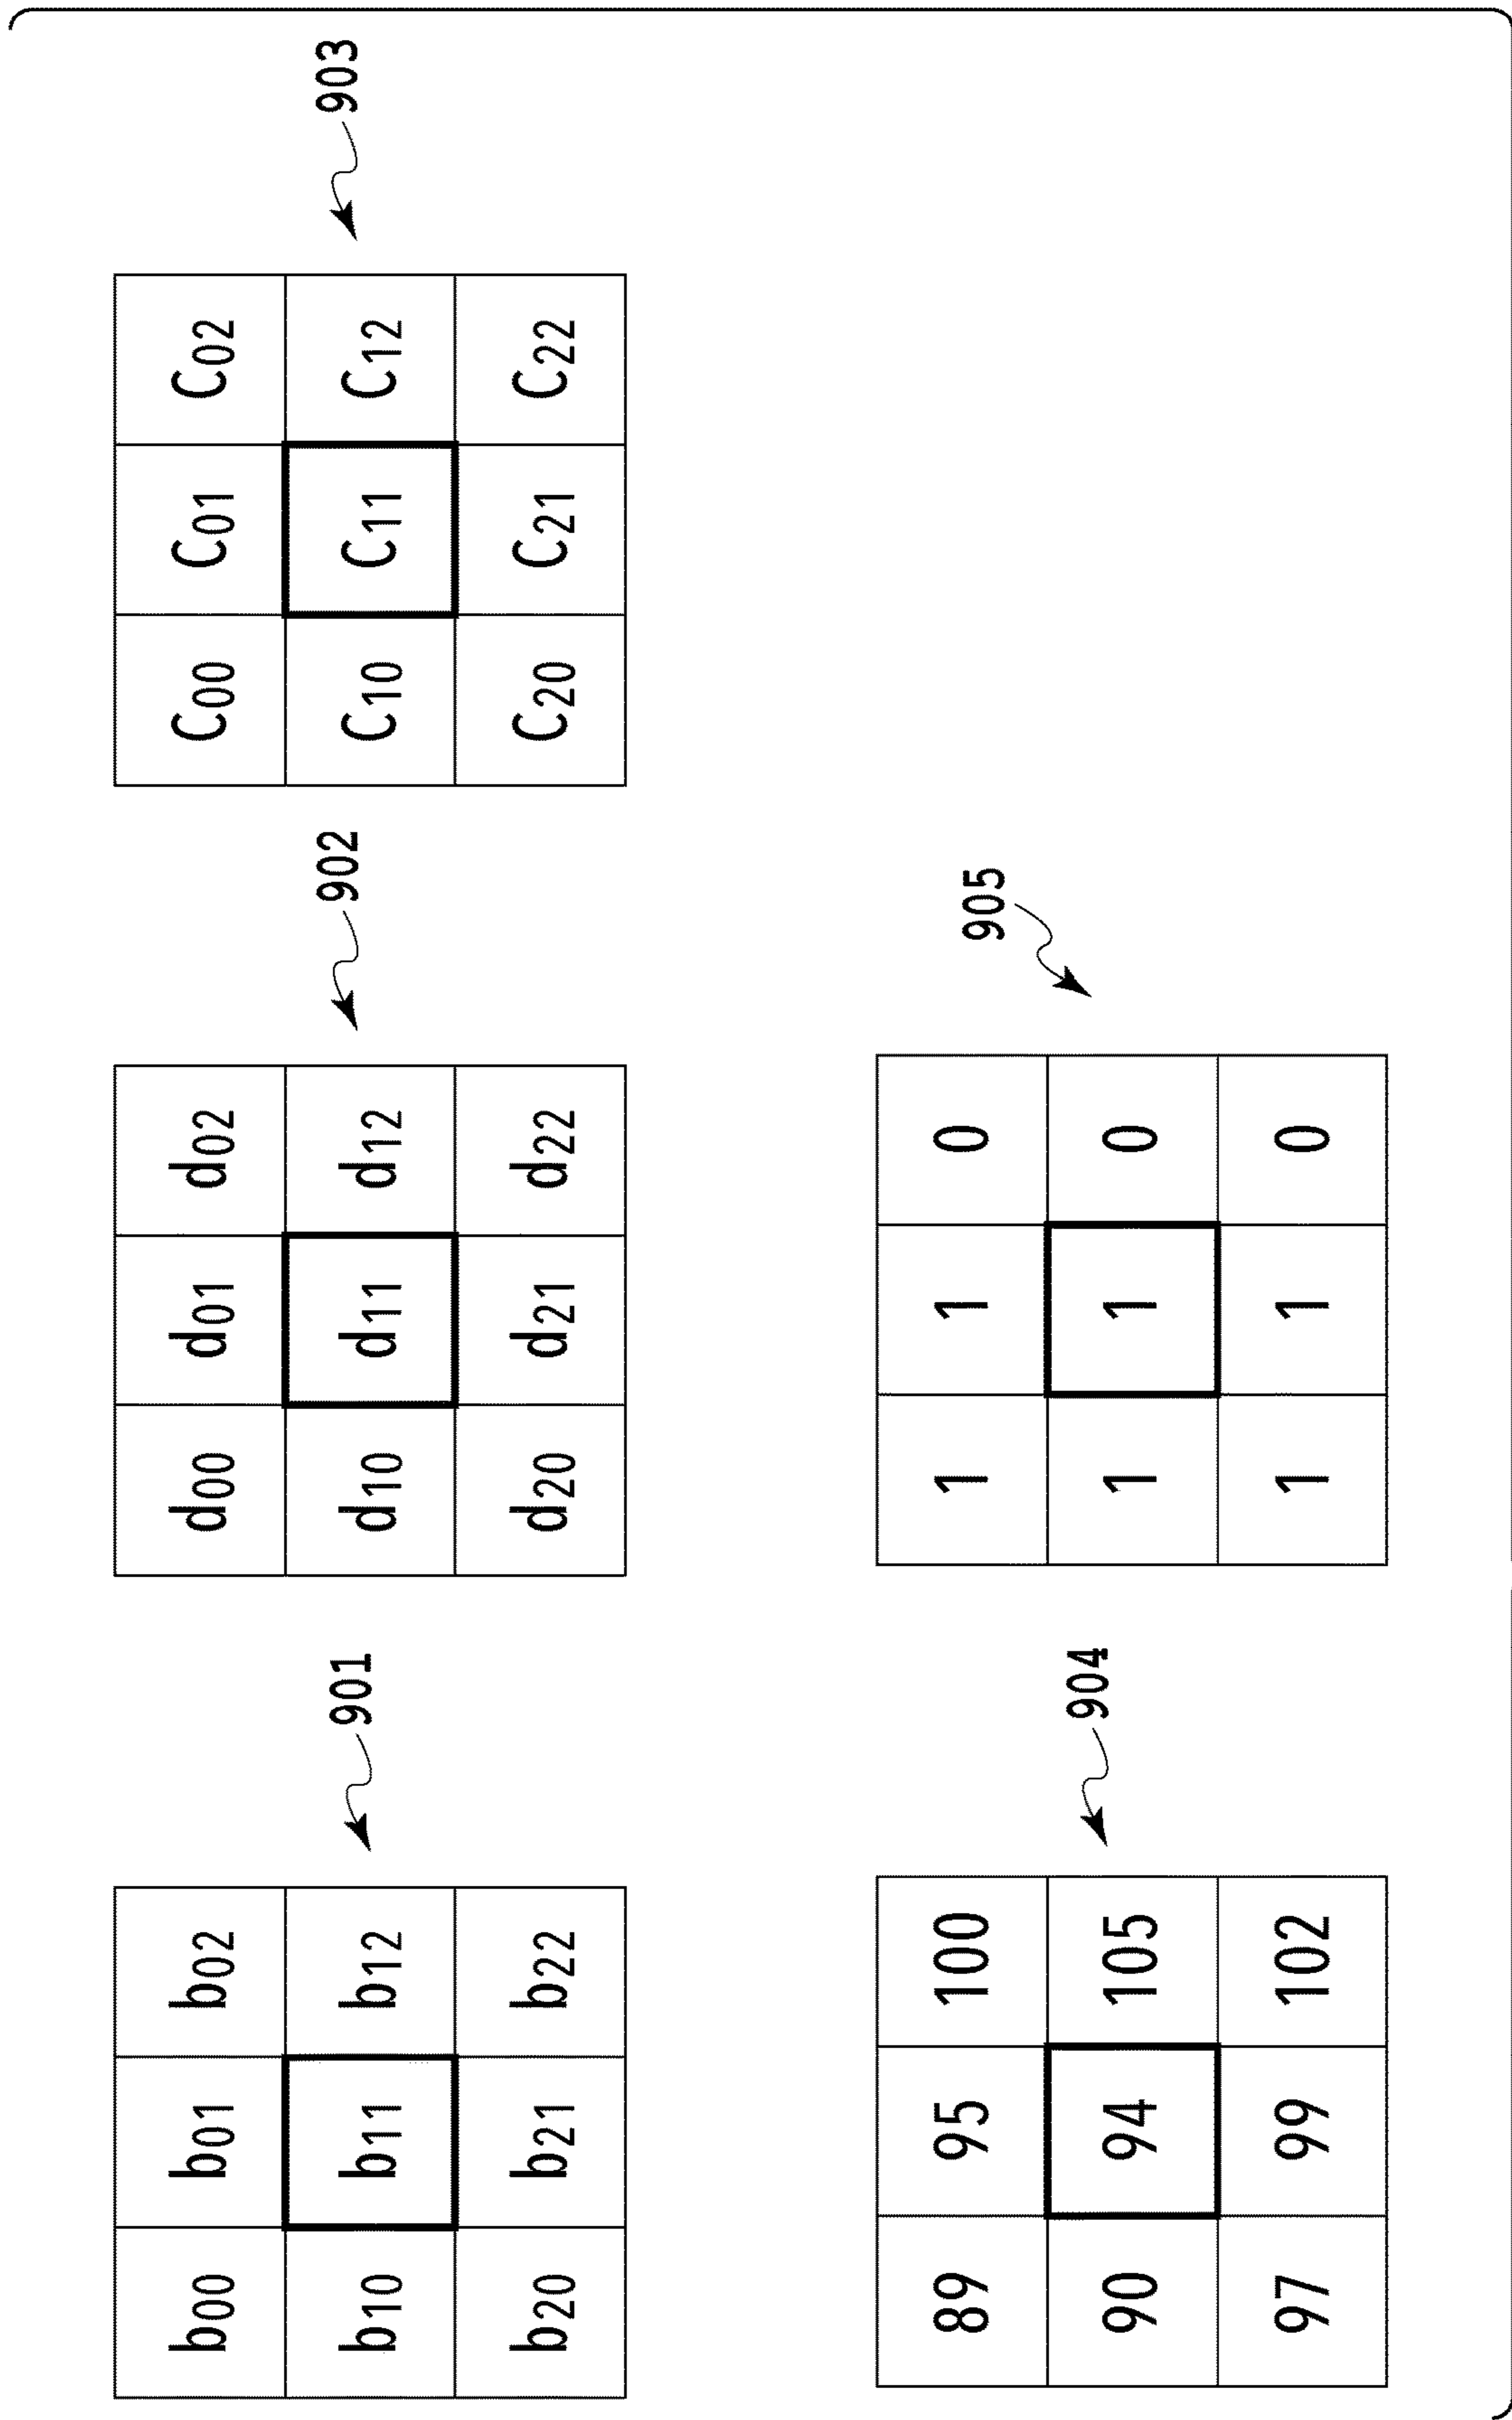 901
b00 b01 b02
b10 b11 b12
b20 b21 b22
902
d00 d01 d02
d10 d11 d12
d20 d21 d22
903
C00 C01 C02
C10 C11 C12
C20 C21 C22
904
89 95 100
90 94 105
97 99 102
905
1 1 0
1 1 0
1 1 0